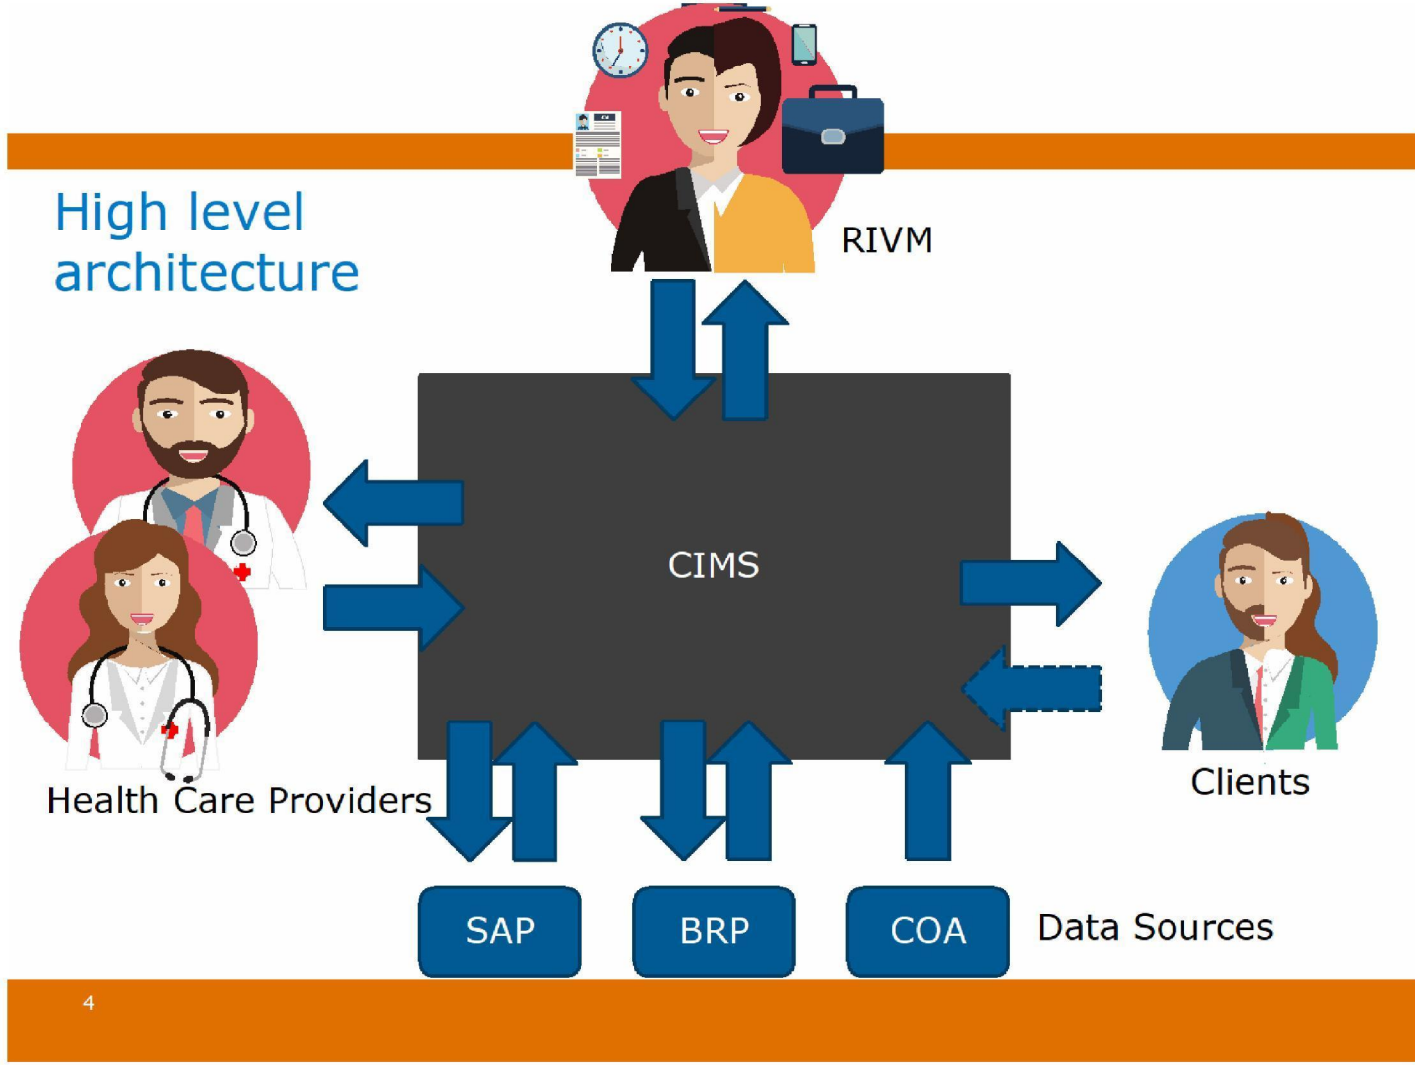 RIVM
High level
architecture
CIMS
Clients
Health Care Providers
SAP
BRP
COA
Data Sources
4